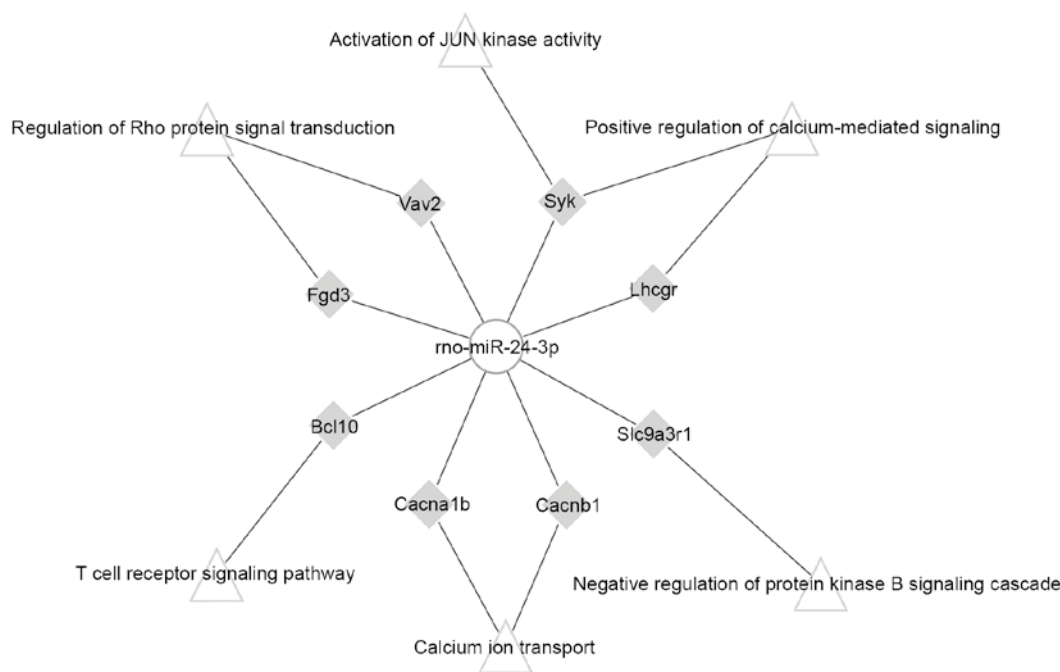 Activation of JUN kinase activity
Regulation of Rho protein signal transduction
Positive regulation of calcium-mediated signaling
Vav2
Syk
Fgd3
Lhcgr
rno-miR-24-3p
Bcl10
Slc9a3r1
Cacna1b
Cacnb1
T cell receptor signaling pathway
Negative regulation of protein kinase B signaling cascade
Calcium ion transport